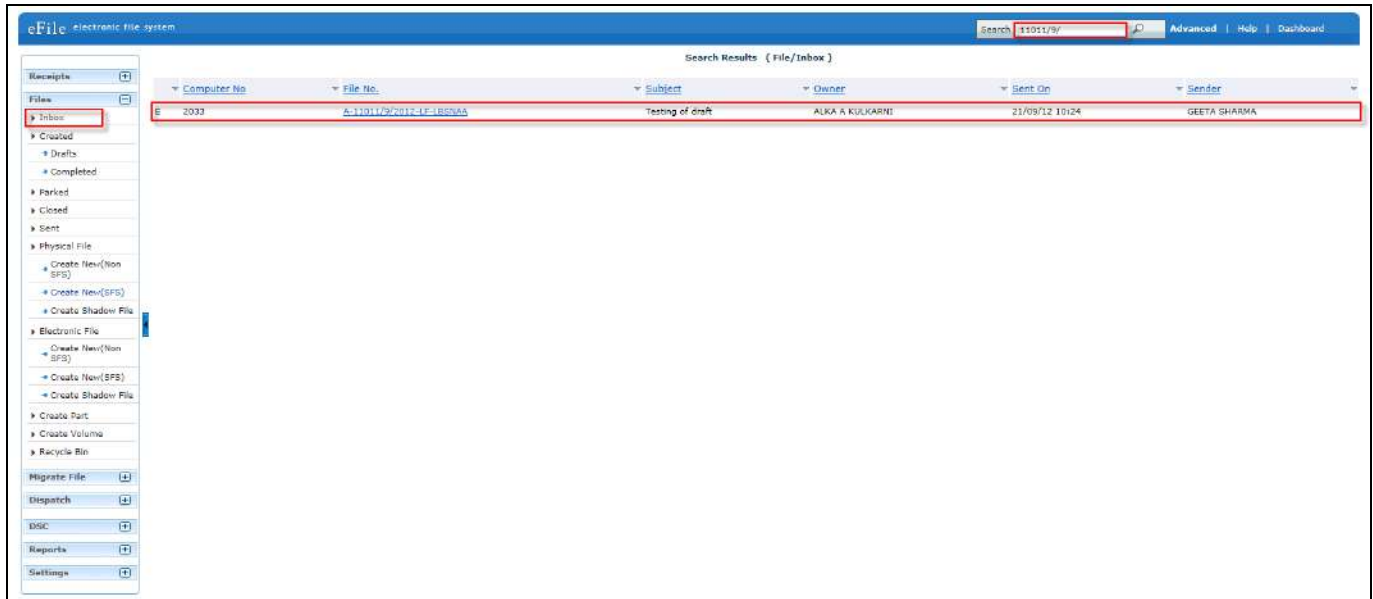 eFile electronic file system
Search 11011/9/ Advanced | Help | Dashboard
Search Results ( File/Inbox )
Computer No File No. Subject Owner Sent On Sender
E 2033 A-11011/9/2012-LF-LBSNAA Testing of draft ALKA A KULKARNI 21/09/12 10:24 GEETA SHARMA
Receipts
Files
Inbox
Created
Drafts
Completed
Parked
Closed
Sent
Physical File
Create New(Non
SFS)
Create New(SFS)
Create Shadow File
Electronic File
Create New(Non
SFS)
Create New(SFS)
Create Shadow File
Create Part
Create Volume
Recycle Bin
Migrate File
Dispatch
DSC
Reports
Settings